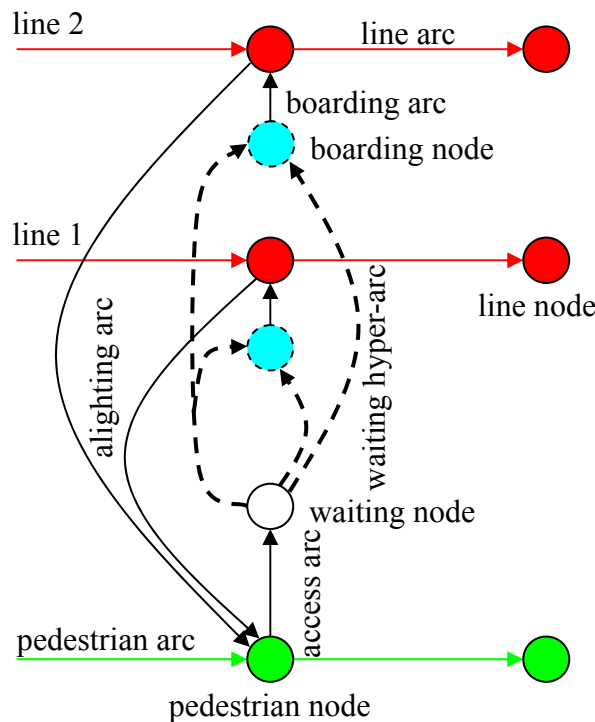 line 2
line arc
boarding arc
boarding node
line 1
line node
alighting arc
waiting hyper-arc
waiting node
access arc
pedestrian arc
pedestrian node